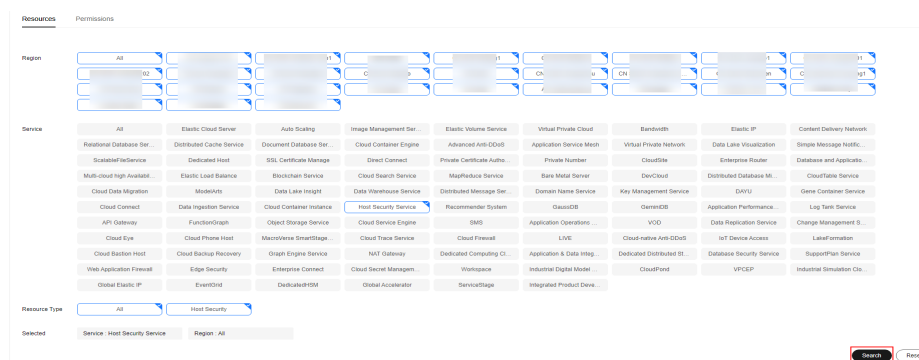 Resources Permissions
Region All
Service All Elastic Cloud Server Auto Scaling Image Management Ser... Elastic Volume Service Virtual Private Cloud Bandwidth Elastic IP Content Delivery Network
Relational Database Ser... Distributed Cache Service Document Database Ser... Cloud Container Engine Advanced Anti-DDoS Application Service Mesh Virtual Private Network Data Lake Visualization Simple Message Notific...
ScalableFileService Dedicated Host SSL Certificate Manage Direct Connect Private Certificate Autho... Private Number CloudSite Enterprise Router Database and Applicatio...
Multi-cloud high Availabil... Elastic Load Balance Blockchain Service Cloud Search Service MapReduce Service Bare Metal Server DevCloud Distributed Database Mi... CloudTable Service
Cloud Data Migration ModelArts Data Lake Insight Data Warehouse Service Distributed Message Ser... Domain Name Service Key Management Service DAYU Gene Container Service
Cloud Connect Data Ingestion Service Cloud Container Instance Host Security Service Recommender System GaussDB GeminiDB Application Performance... Log Tank Service
API Gateway FunctionGraph Object Storage Service Cloud Service Engine SMS Application Operations ... VOD Data Replication Service Change Management S...
Cloud Eye Cloud Phone Host MacroVerse SmartStage... Cloud Trace Service Cloud Firewall LIVE Cloud-native Anti-DDoS IoT Device Access LakeFormation
Cloud Bastion Host Cloud Backup Recovery Graph Engine Service NAT Gateway Dedicated Computing Cl... Application & Data Integ... Dedicated Distributed St... Database Security Service SupportPlan Service
Web Application Firewall Edge Security Enterprise Connect Cloud Secret Managem... Workspace Industrial Digital Model ... CloudPond VPCEP Industrial Simulation Clo...
Global Elastic IP EventGrid DedicatedHSM Global Accelerator ServiceStage Integrated Product Deve...
Resource Type All Host Security
Selected Service : Host Security Service Region : All
Search